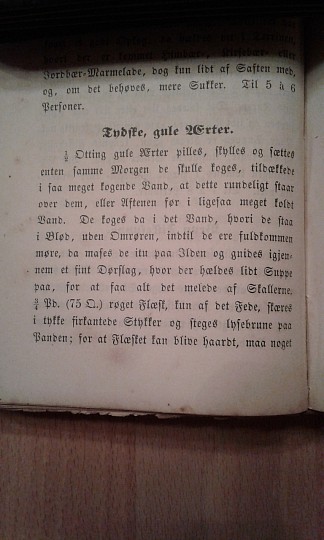 Jordbær-Marmelade, dog kun lidt af Saften med,
og, om det behøves, mere Sukker. Til 5 à 6
Personer.
Tydske, gule Ærter.
½ Otting gule Ærter pilles, skylles og sættes
enten samme Morgen de skulle koges, tildækkede
i saa meget kogende Vand, at dette rundeligt staar
over dem, eller Aftenen før i ligesaa meget koldt
Vand. De koges da i det Vand, hvori de staa
i Blød, uden Omrøren, indtil de ere fuldkommen
møre, da mases de itu paa Ilden og gnides igjen-
nem et fint Dørslag, hvor der hældes lidt Suppe
paa, for at faa alt det melede af Skallerne.
¾ Pd. (75 Q.) røget Flæsk, kun af det Fede, skæres
i tykke firkantede Stykker og steges lysebrune paa
Panden; for at Flæsket kan blive haardt, maa noget